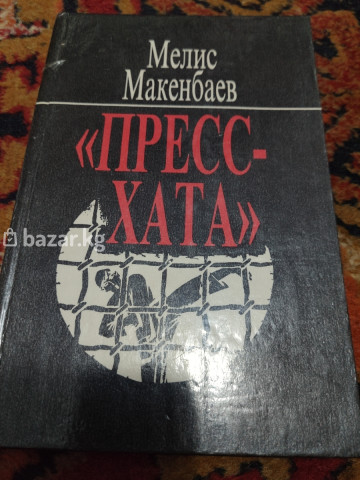 Мелис
Макенбаев
«ПРЕСС-
ХАТА»
bazar.kg